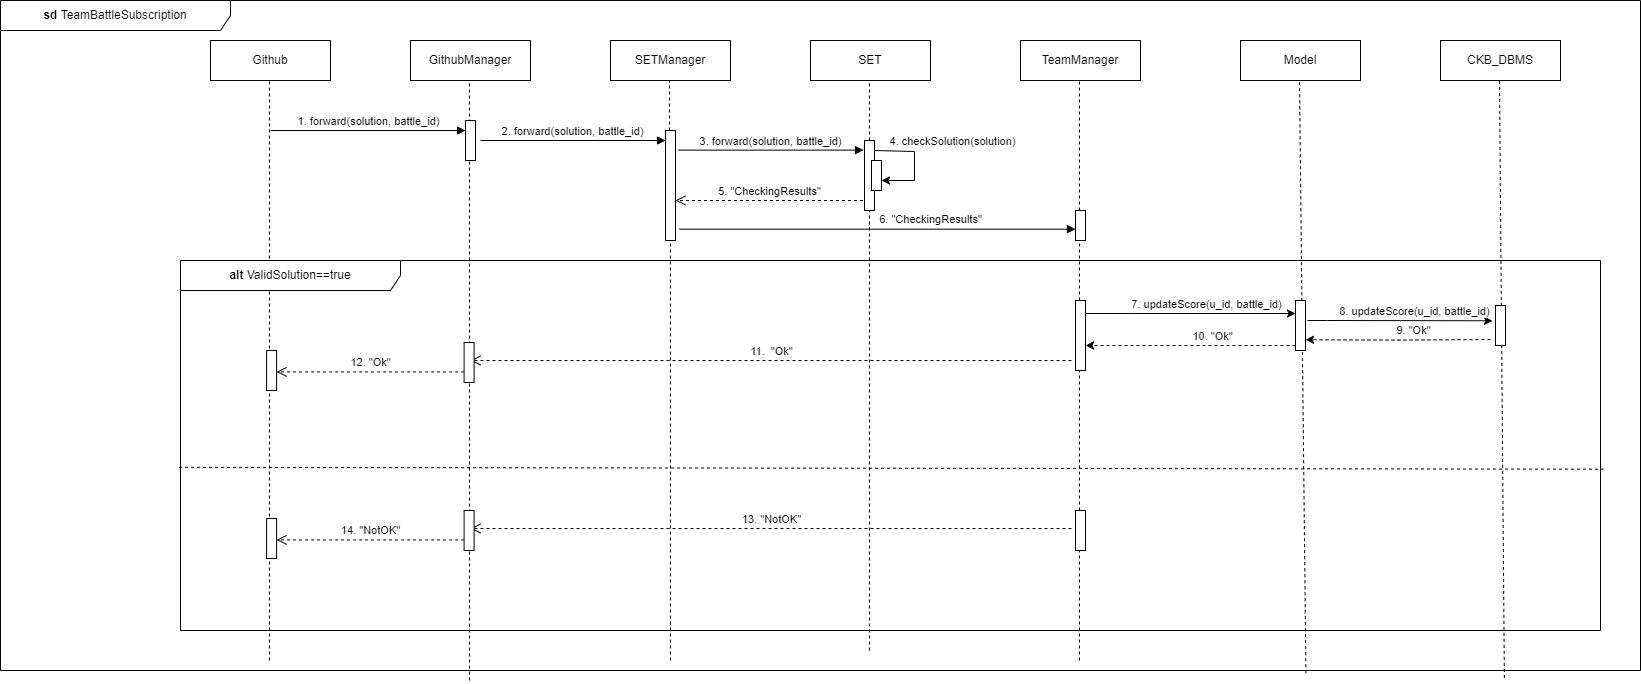 sd TeamBattleSubscription
Github
GithubManager
SETManager
SET
TeamManager
Model
CKB_DBMS
1. forward(solution, battle_id)
2. forward(solution, battle_id)
3. forward(solution, battle_id)
4. checkSolution(solution)
5. "CheckingResults"
6. "CheckingResults"
alt ValidSolution==true
7. updateScore(u_id, battle_id)
8. updateScore(u_id, battle_id)
9. "Ok"
10. "Ok"
11. "Ok"
12. "Ok"
13. "NotOK"
14. "NotOK"